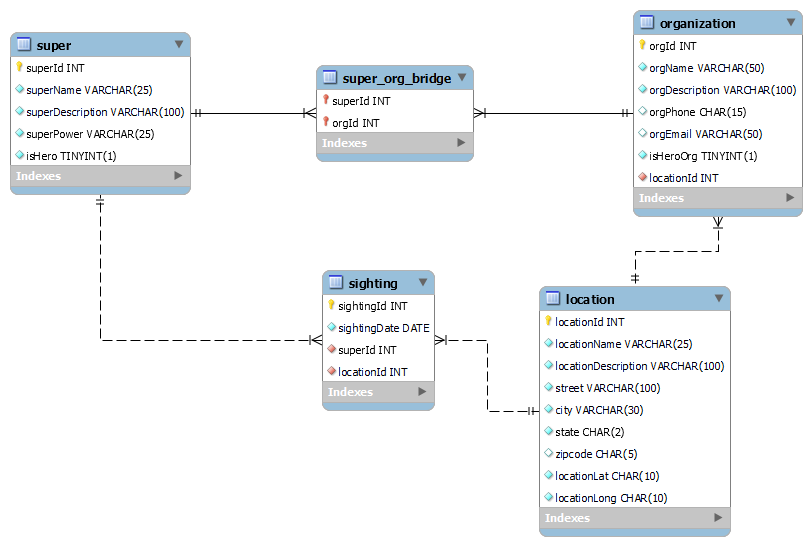 super
superId INT
superName VARCHAR(25)
superDescription VARCHAR(100)
superPower VARCHAR(25)
isHero TINYINT(1)
Indexes
super_org_bridge
superId INT
orgId INT
Indexes
organization
orgId INT
orgName VARCHAR(50)
orgDescription VARCHAR(100)
orgPhone CHAR(15)
orgEmail VARCHAR(50)
isHeroOrg TINYINT(1)
locationId INT
Indexes
sighting
sightingId INT
sightingDate DATE
superId INT
locationId INT
Indexes
location
locationId INT
locationName VARCHAR(25)
locationDescription VARCHAR(100)
street VARCHAR(100)
city VARCHAR(30)
state CHAR(2)
zipcode CHAR(5)
locationLat CHAR(10)
locationLong CHAR(10)
Indexes